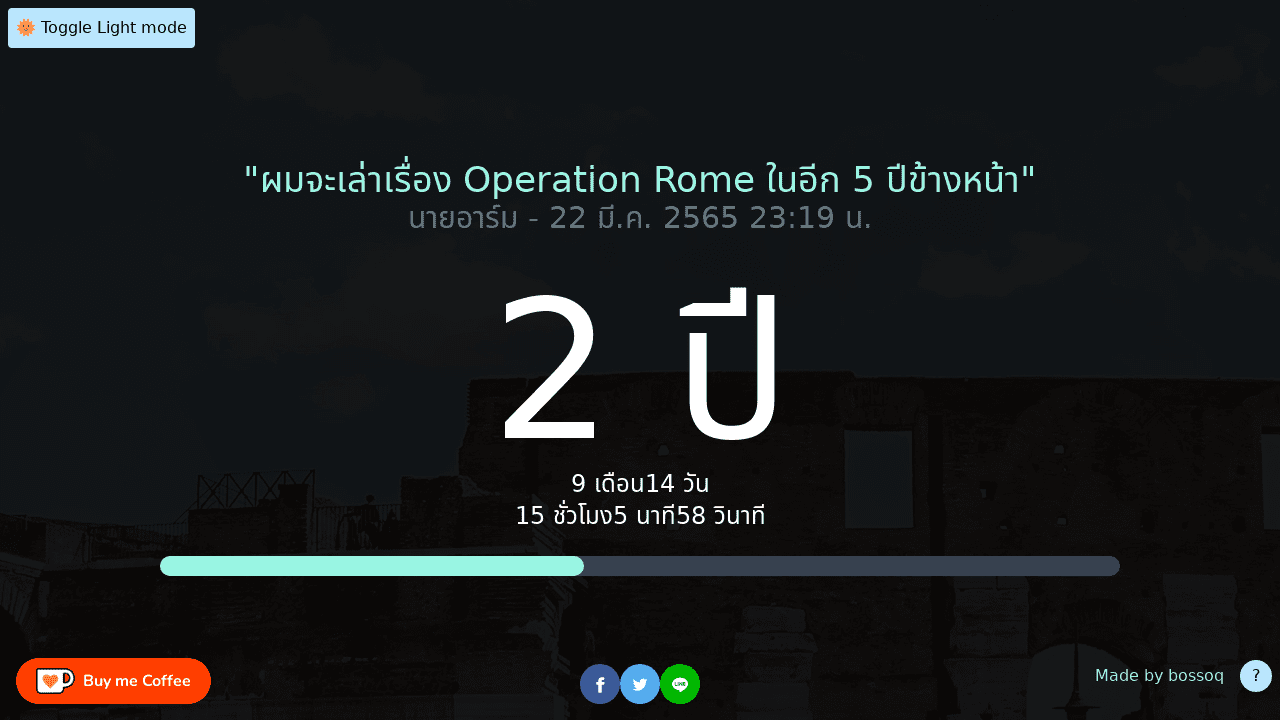 Toggle Light mode
"ผมจะเล่าเรื่อง Operation Rome ในอีก 5 ปีข้างหน้า"
นายอาร์ม - 22 มี.ค. 2565 23:19 น.
2 ปี
9 เดือน14 วัน
15 ชั่วโมง5 นาที58 วินาที
Buy me Coffee
LINE
Made by bossoq
?